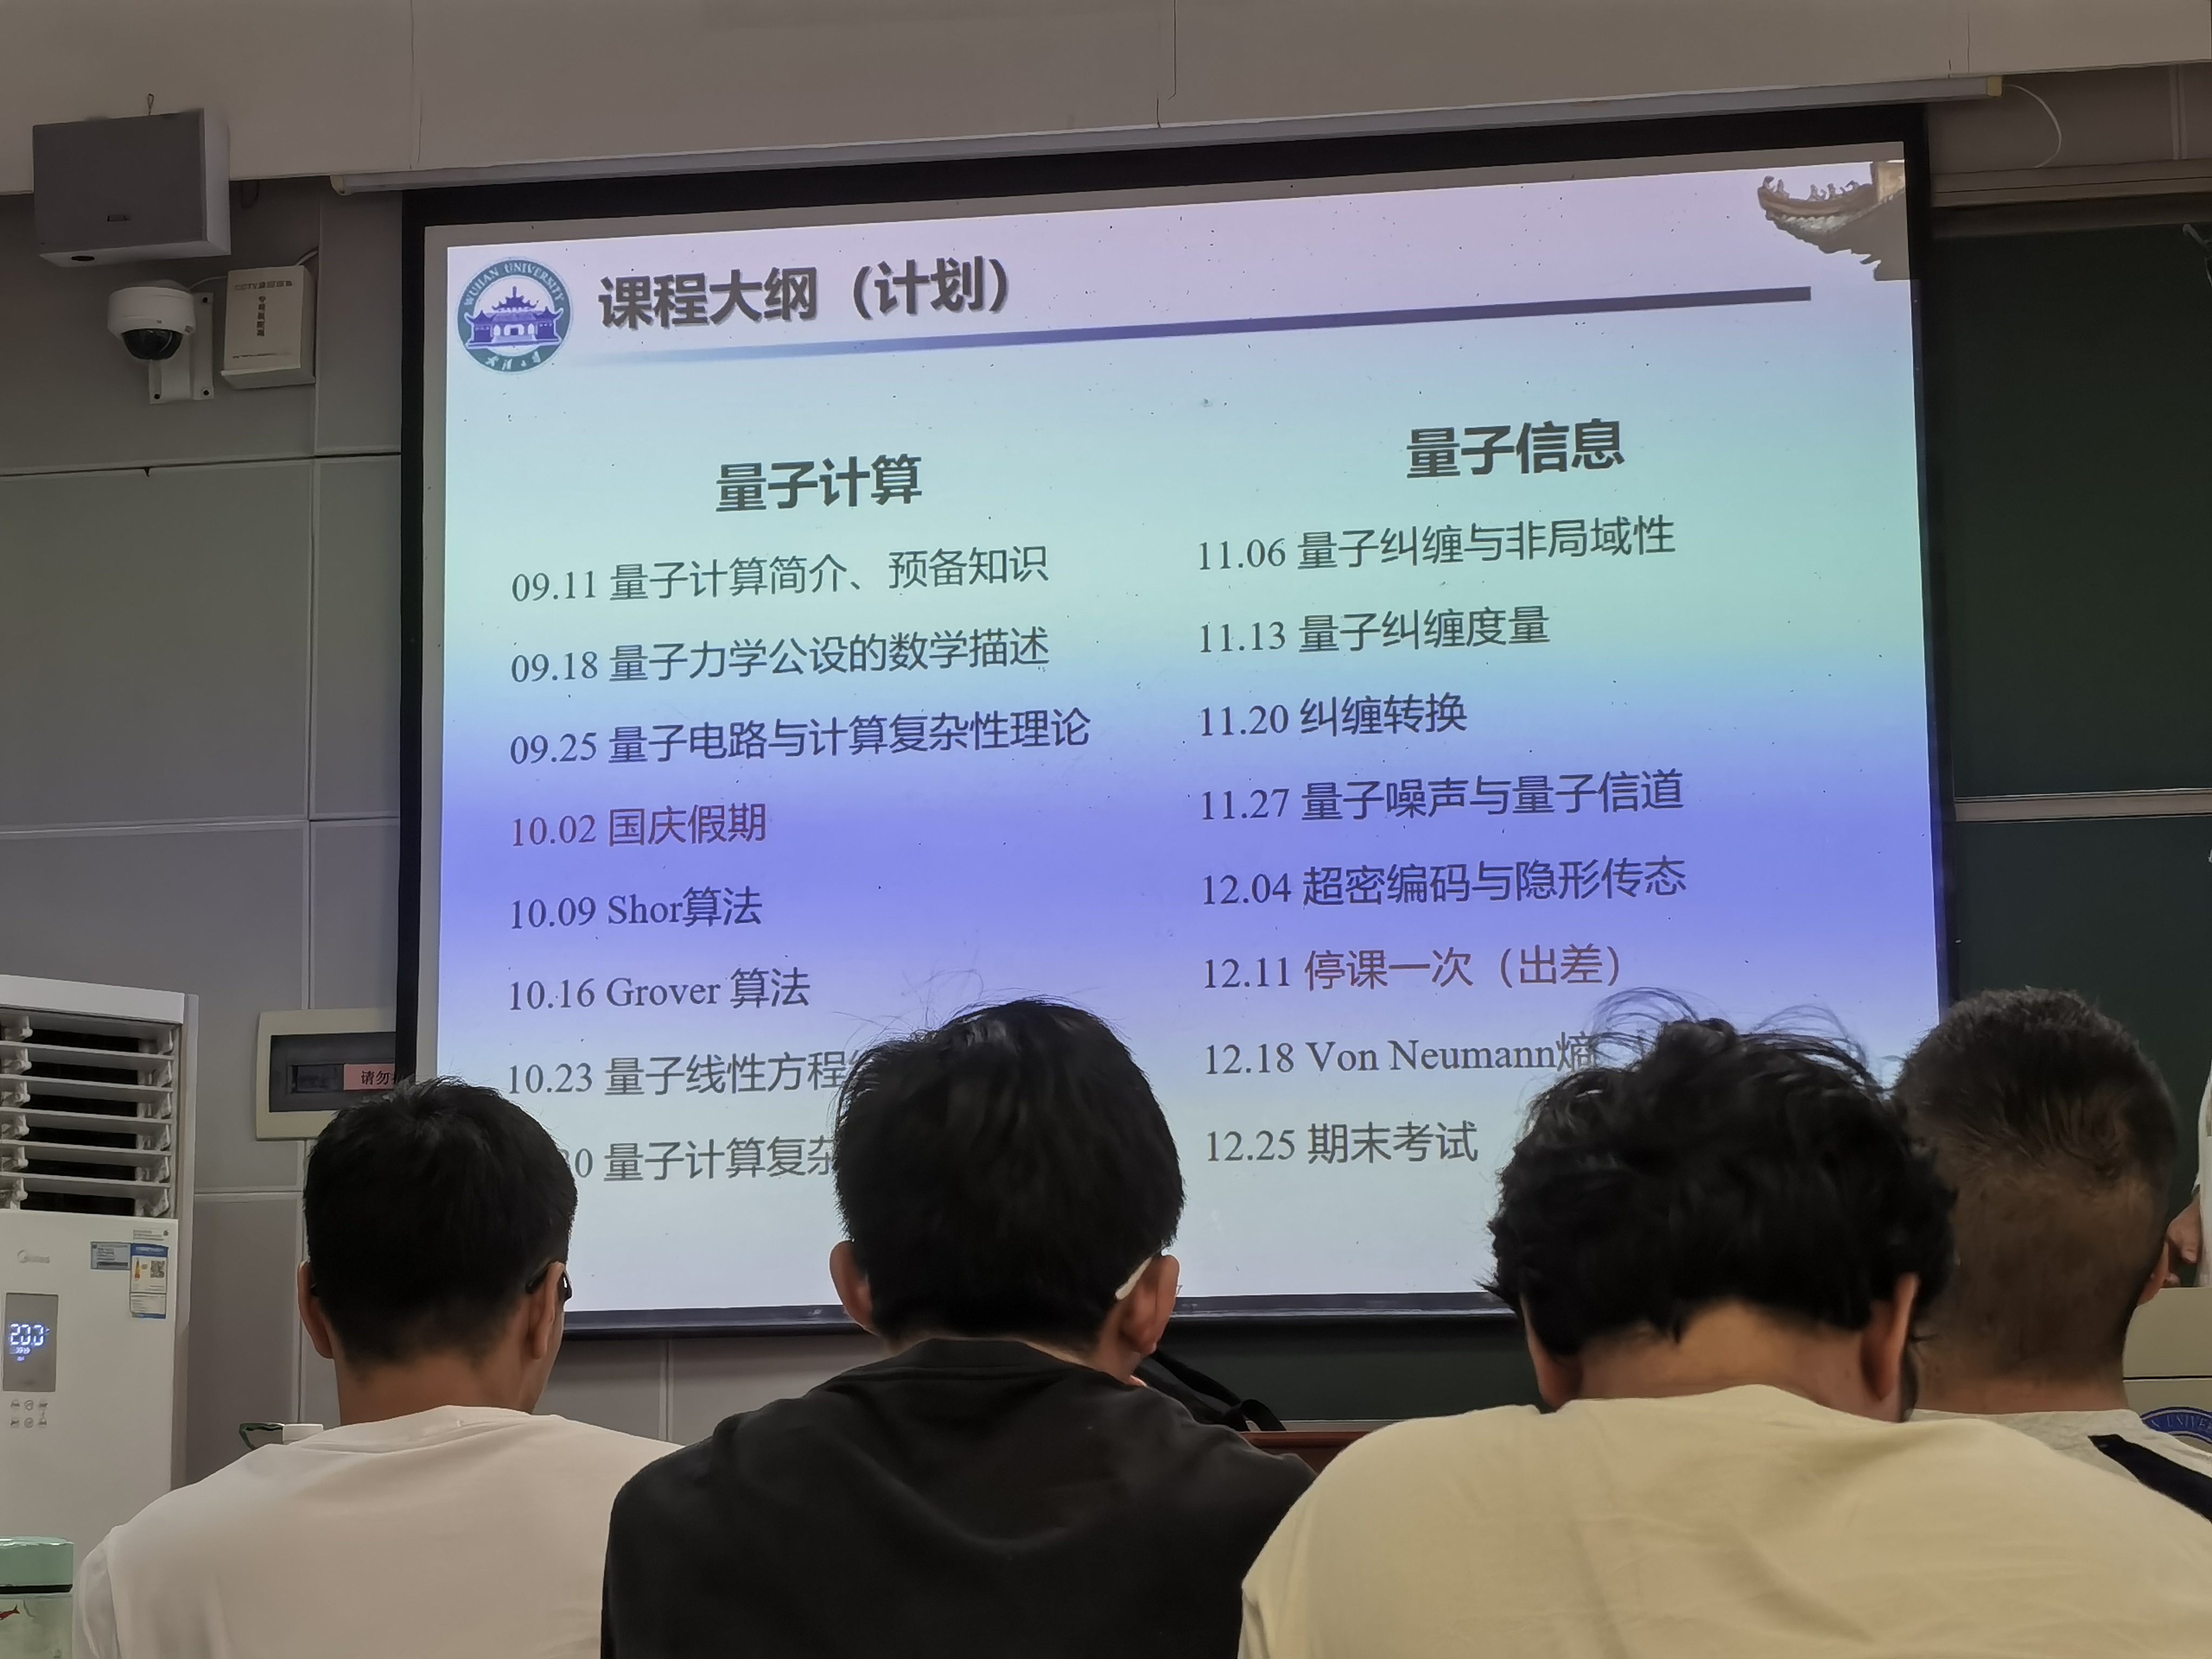 WUHAN UNIVERSITY
课程大纲（计划）
量子计算
09.11 量子计算简介、预备知识
09.18 量子力学公设的数学描述
09.25 量子电路与计算复杂性理论
10.02 国庆假期
10.09 Shor算法
10.16 Grover 算法
10.23 量子线性方程
0 量子计算复杂
量子信息
11.06 量子纠缠与非局域性
11.13 量子纠缠度量
11.20 纠缠转换
11.27 量子噪声与量子信道
12.04 超密编码与隐形传态
12.11 停课一次（出差）
12.18 Von Neumann熵
12.25 期末考试
请勿